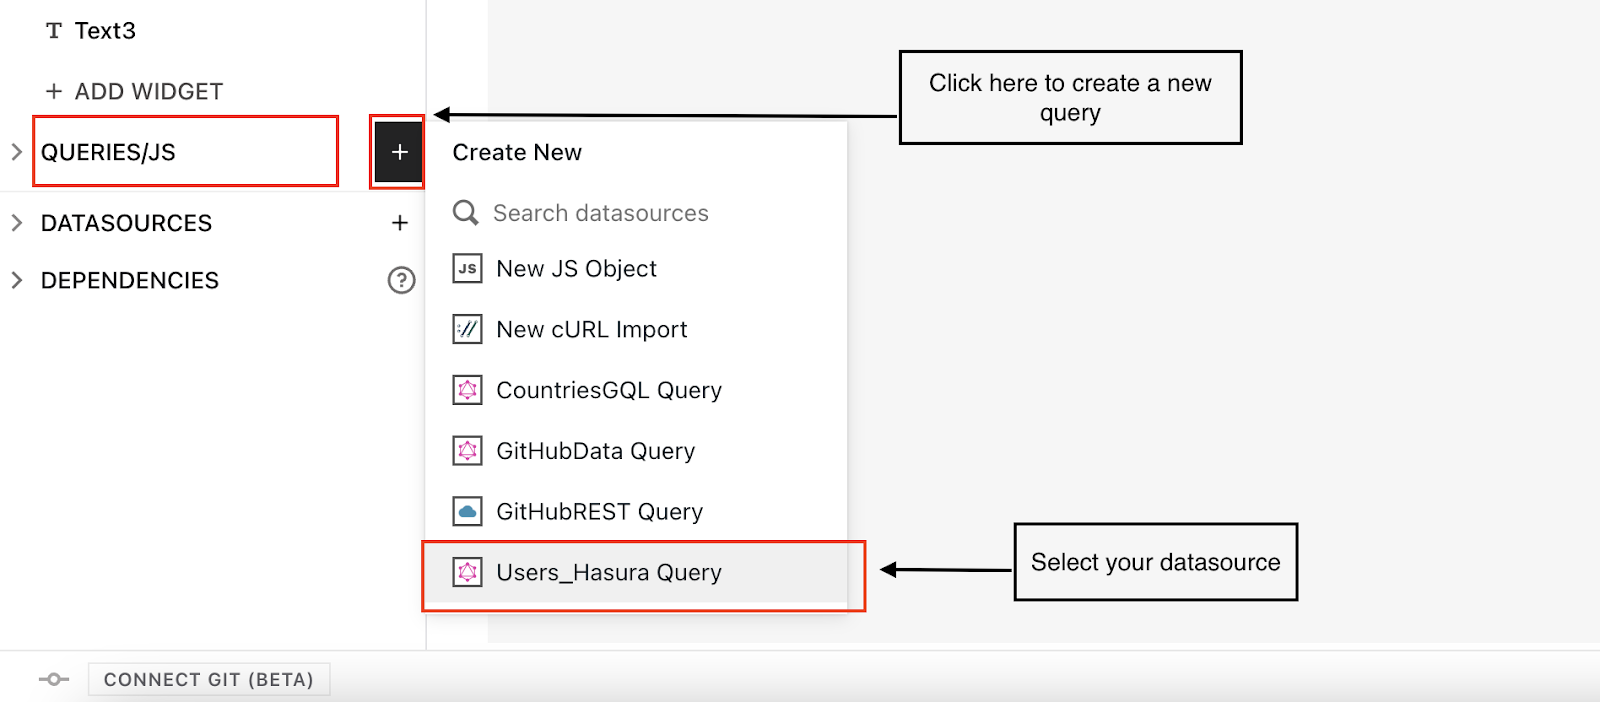 Text3
+ ADD WIDGET
QUERIES/JS
+
DATASOURCES
+
DEPENDENCIES
?
Create New
Search datasources
JS New JS Object
New cURL Import
CountriesGQL Query
GitHubData Query
GitHubREST Query
Users_Hasura Query
Click here to create a new
query
Select your datasource
CONNECT GIT (BETA)